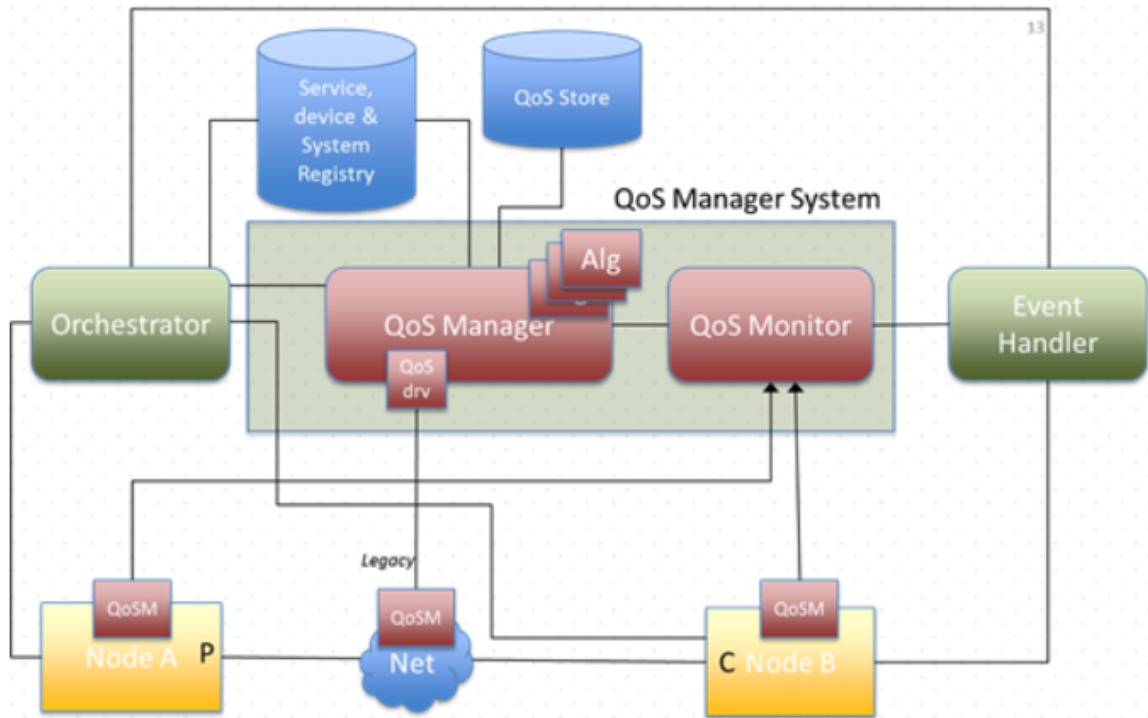 13
Service,
device &
System
Registry
QoS Store
QoS Manager System
Alg
Orchestrator
QoS Manager
QoS Monitor
Event
Handler
QoS
drv
Legacy
QoSM
QoSM
QoSM
Node A
P
Net
C
Node B